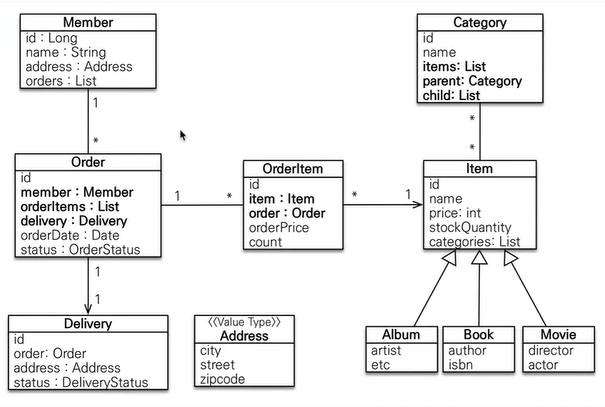 Member
id : Long
name : String
address : Address
orders : List
Category
id
name
items: List
parent: Category
child: List
1
*
*
*
Order
id
member : Member
orderItems : List
delivery : Delivery
orderDate : Date
status : OrderStatus
1
*
OrderItem
id
item : Item
order : Order
orderPrice
count
*
1
Item
id
name
price: int
stockQuantity
categories: List
1
1
Delivery
id
order: Order
address : Address
status : DeliveryStatus
《Value Type》
Address
city
street
zipcode
Album
artist
etc
Book
author
isbn
Movie
director
actor